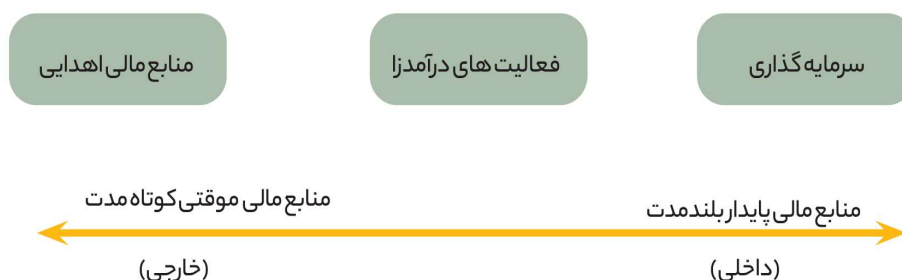 سرمایه گذاری
فعالیت های درآمدزا
منابع مالی اهدایی
منابع مالی پایدار بلندمدت
منابع مالی موقتی کوتاه مدت
(داخلی)
(خارجی)